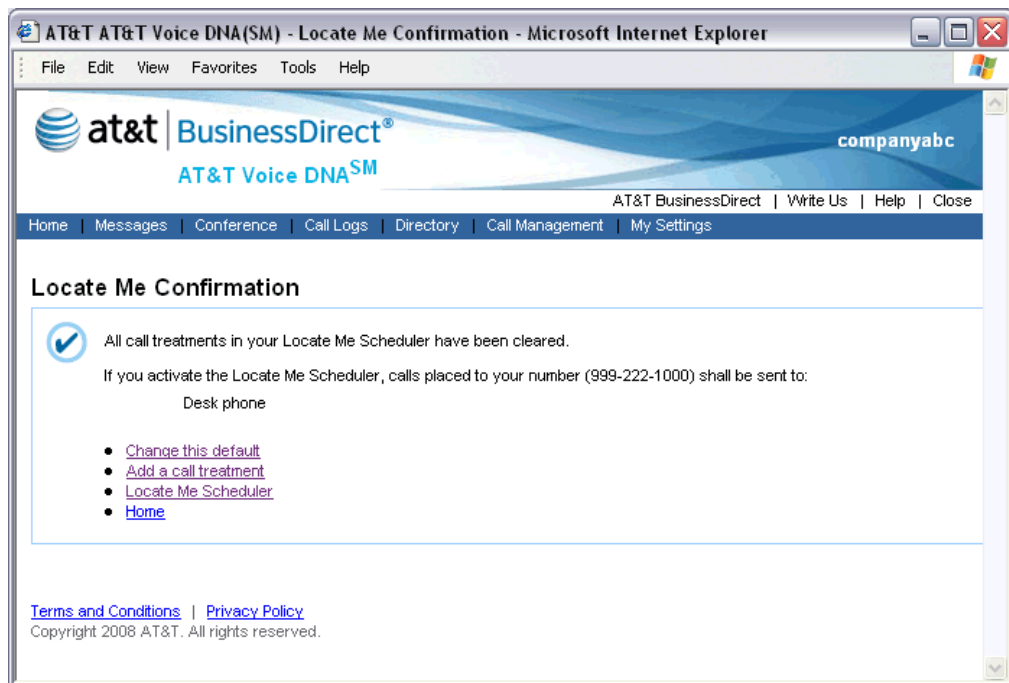 AT&T AT&T Voice DNA(SM) - Locate Me Confirmation - Microsoft Internet Explorer
File Edit View Favorites Tools Help
at&t | BusinessDirect®
companyabc
AT&T Voice DNA SM
AT&T BusinessDirect | Write Us | Help | Close
Home | Messages | Conference | Call Logs | Directory | Call Management | My Settings
Locate Me Confirmation
All call treatments in your Locate Me Scheduler have been cleared.
If you activate the Locate Me Scheduler, calls placed to your number (999-222-1000) shall be sent to:
Desk phone
• Change this default
• Add a call treatment
• Locate Me Scheduler
• Home
Terms and Conditions | Privacy Policy
Copyright 2008 AT&T. All rights reserved.